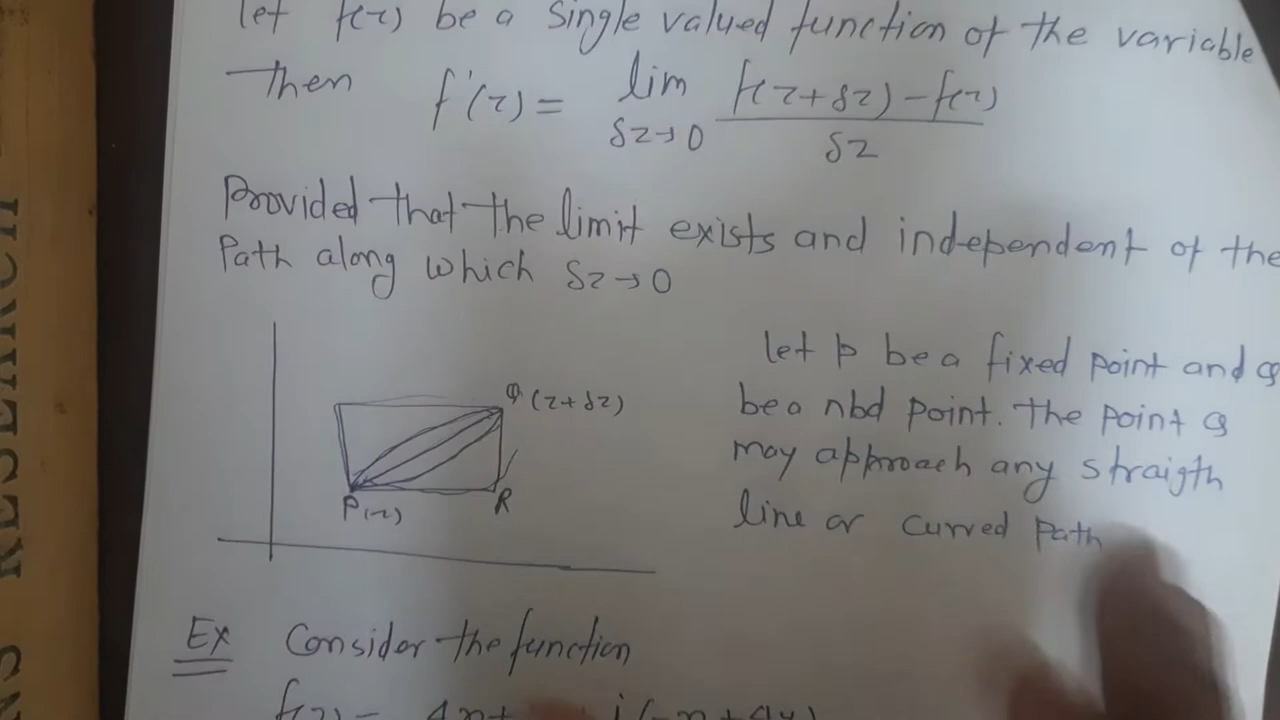 let f(z) be a single valued function of the variable
then f'(z) = lim δz→0 f(z+δz)-f(z) / δz
Provided that the limit exists and independent of the
Path along which δz→0
Q (z+δz)
P(z)
R
let p be a fixed point and Q
be a nbd point. The point Q
may approach any straigth
line or curved path
Ex Consider the function
f(z) =
RESEARCH